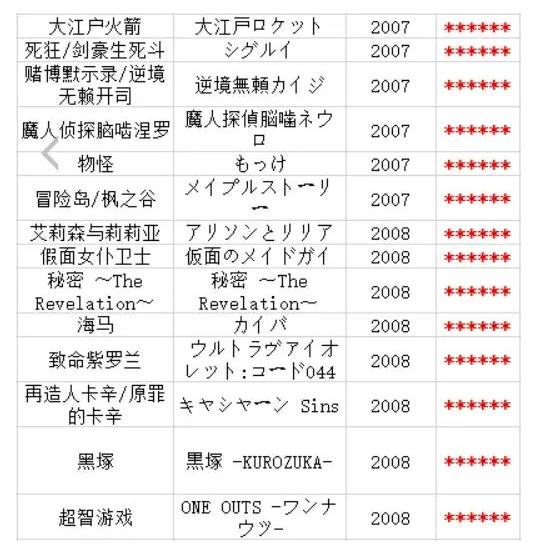 大江户火箭 大江戸ロケット 2007 ******
死狂/剑豪生死斗 シグルイ 2007 ******
赌博默示录/逆境
无赖开司 逆境無頼カイジ 2007 ******
魔人侦探脑啮涅罗 魔人探偵脳噛ネウ
ロ 2007 ******
物怪 もっけ 2007 ******
冒险岛/枫之谷 メイプルストーリ
ー 2007 ******
艾莉森与莉莉亚 アリソンとリリア 2008 ******
假面女仆卫士 仮面のメイドガイ 2008 ******
秘密 ～The
Revelation～ 秘密 ～The
Revelation～ 2008 ******
海马 カイバ 2008 ******
致命紫罗兰 ウルトラヴァイオ
レット:コード044 2008 ******
再造人卡辛/原罪
的卡辛 キャシャーン Sins 2008 ******
黑塚 黒塚 -KUROZUKA- 2008 ******
超智游戏 ONE OUTS -ワンナ
ウツ- 2008 ******